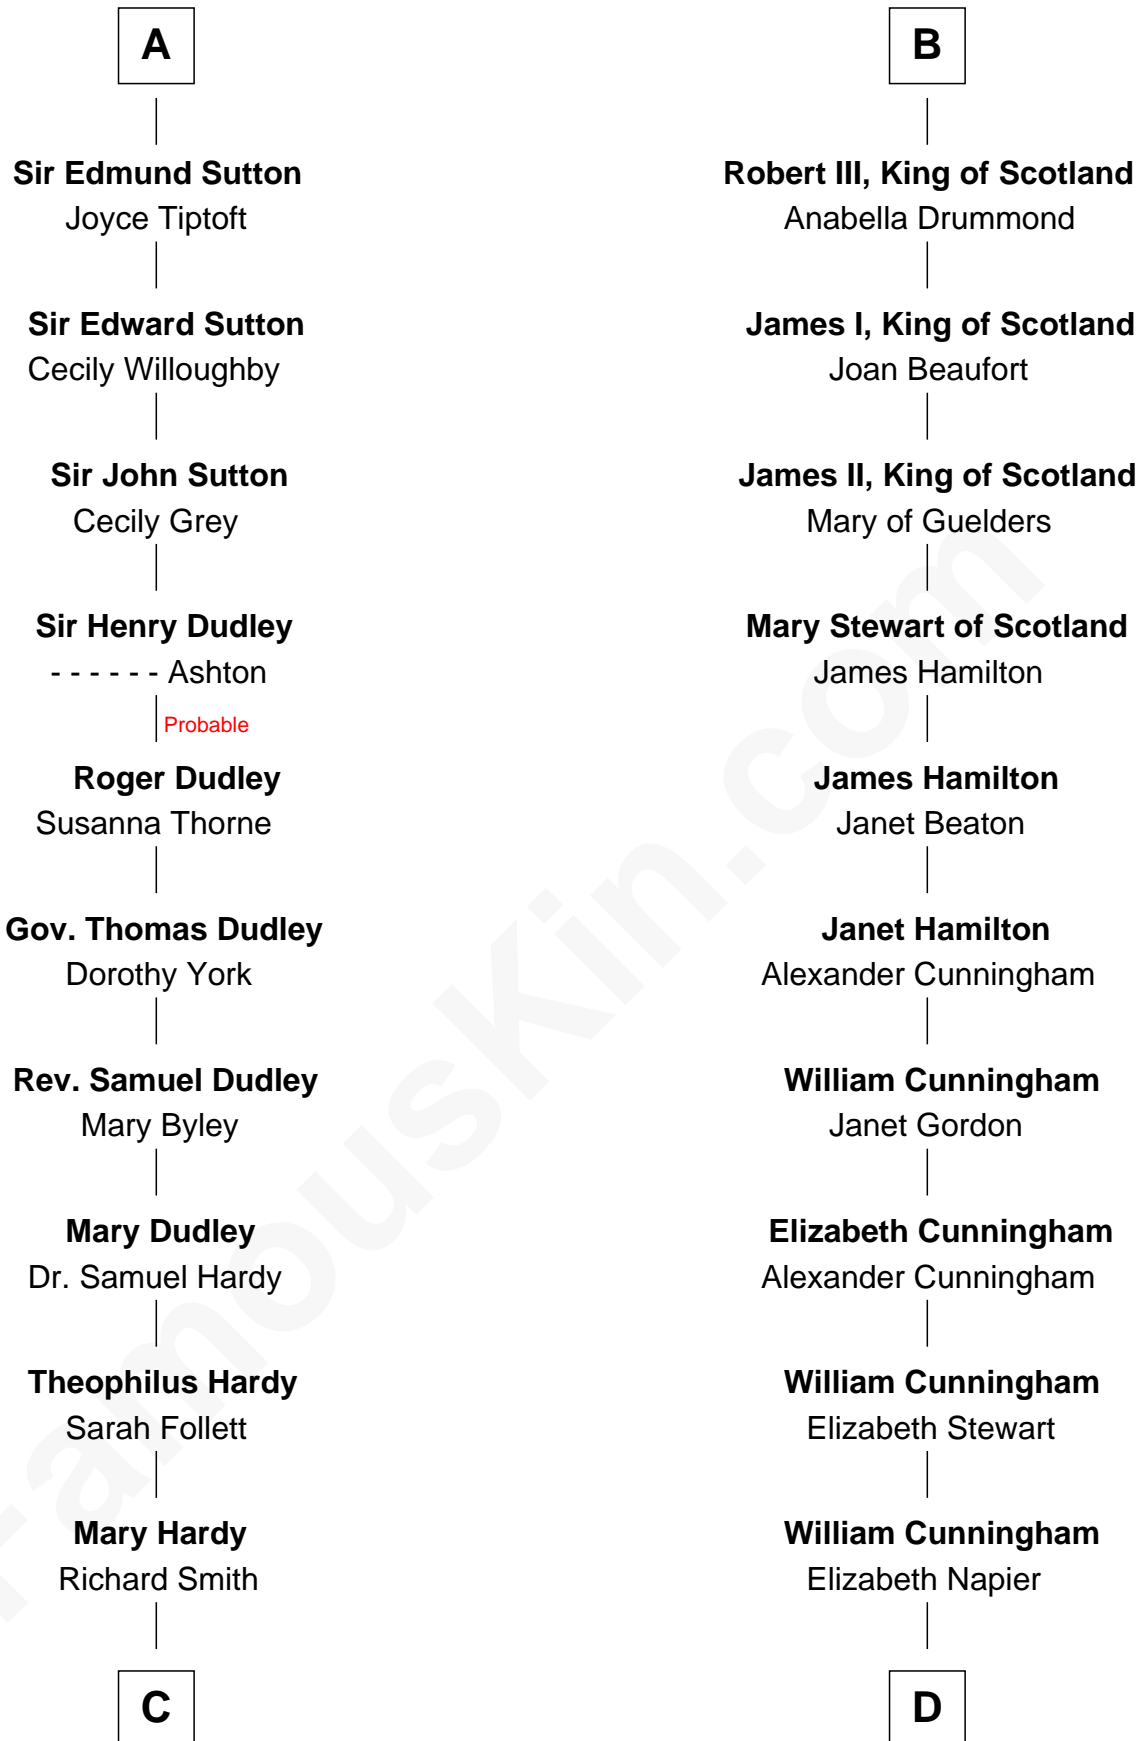 A
Sir Edmund Sutton
Joyce Tiptoft
Sir Edward Sutton
Cecily Willoughby
Sir John Sutton
Cecily Grey
Sir Henry Dudley
- - - - - - Ashton
Probable
Roger Dudley
Susanna Thorne
Gov. Thomas Dudley
Dorothy York
Rev. Samuel Dudley
Mary Byley
Mary Dudley
Dr. Samuel Hardy
Theophilus Hardy
Sarah Follett
Mary Hardy
Richard Smith
C
B
Robert III, King of Scotland
Anabella Drummond
James I, King of Scotland
Joan Beaufort
James II, King of Scotland
Mary of Guelders
Mary Stewart of Scotland
James Hamilton
James Hamilton
Janet Beaton
Janet Hamilton
Alexander Cunningham
William Cunningham
Janet Gordon
Elizabeth Cunningham
Alexander Cunningham
William Cunningham
Elizabeth Stewart
William Cunningham
Elizabeth Napier
D
FamousKin.com